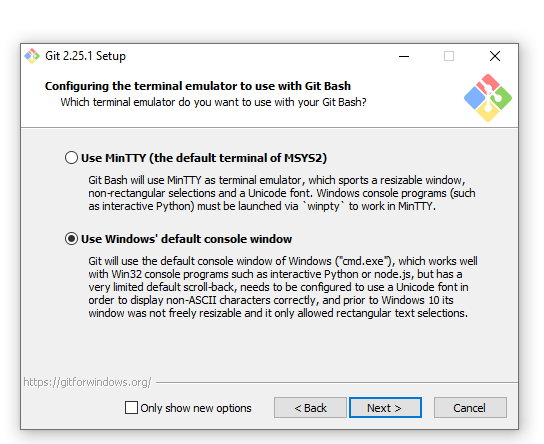 Git 2.25.1 Setup
Configuring the terminal emulator to use with Git Bash
Which terminal emulator do you want to use with your Git Bash?
Use MinTTY (the default terminal of MSYS2)
Git Bash will use MinTTY as terminal emulator, which sports a resizable window,
non-rectangular selections and a Unicode font. Windows console programs (such
as interactive Python) must be launched via `winpty` to work in MinTTY.
Use Windows' default console window
Git will use the default console window of Windows ("cmd.exe"), which works well
with Win32 console programs such as interactive Python or node.js, but has a
very limited default scroll-back, needs to be configured to use a Unicode font in
order to display non-ASCII characters correctly, and prior to Windows 10 its
window was not freely resizable and it only allowed rectangular text selections.
https://gitforwindows.org/
Only show new options
< Back
Next >
Cancel